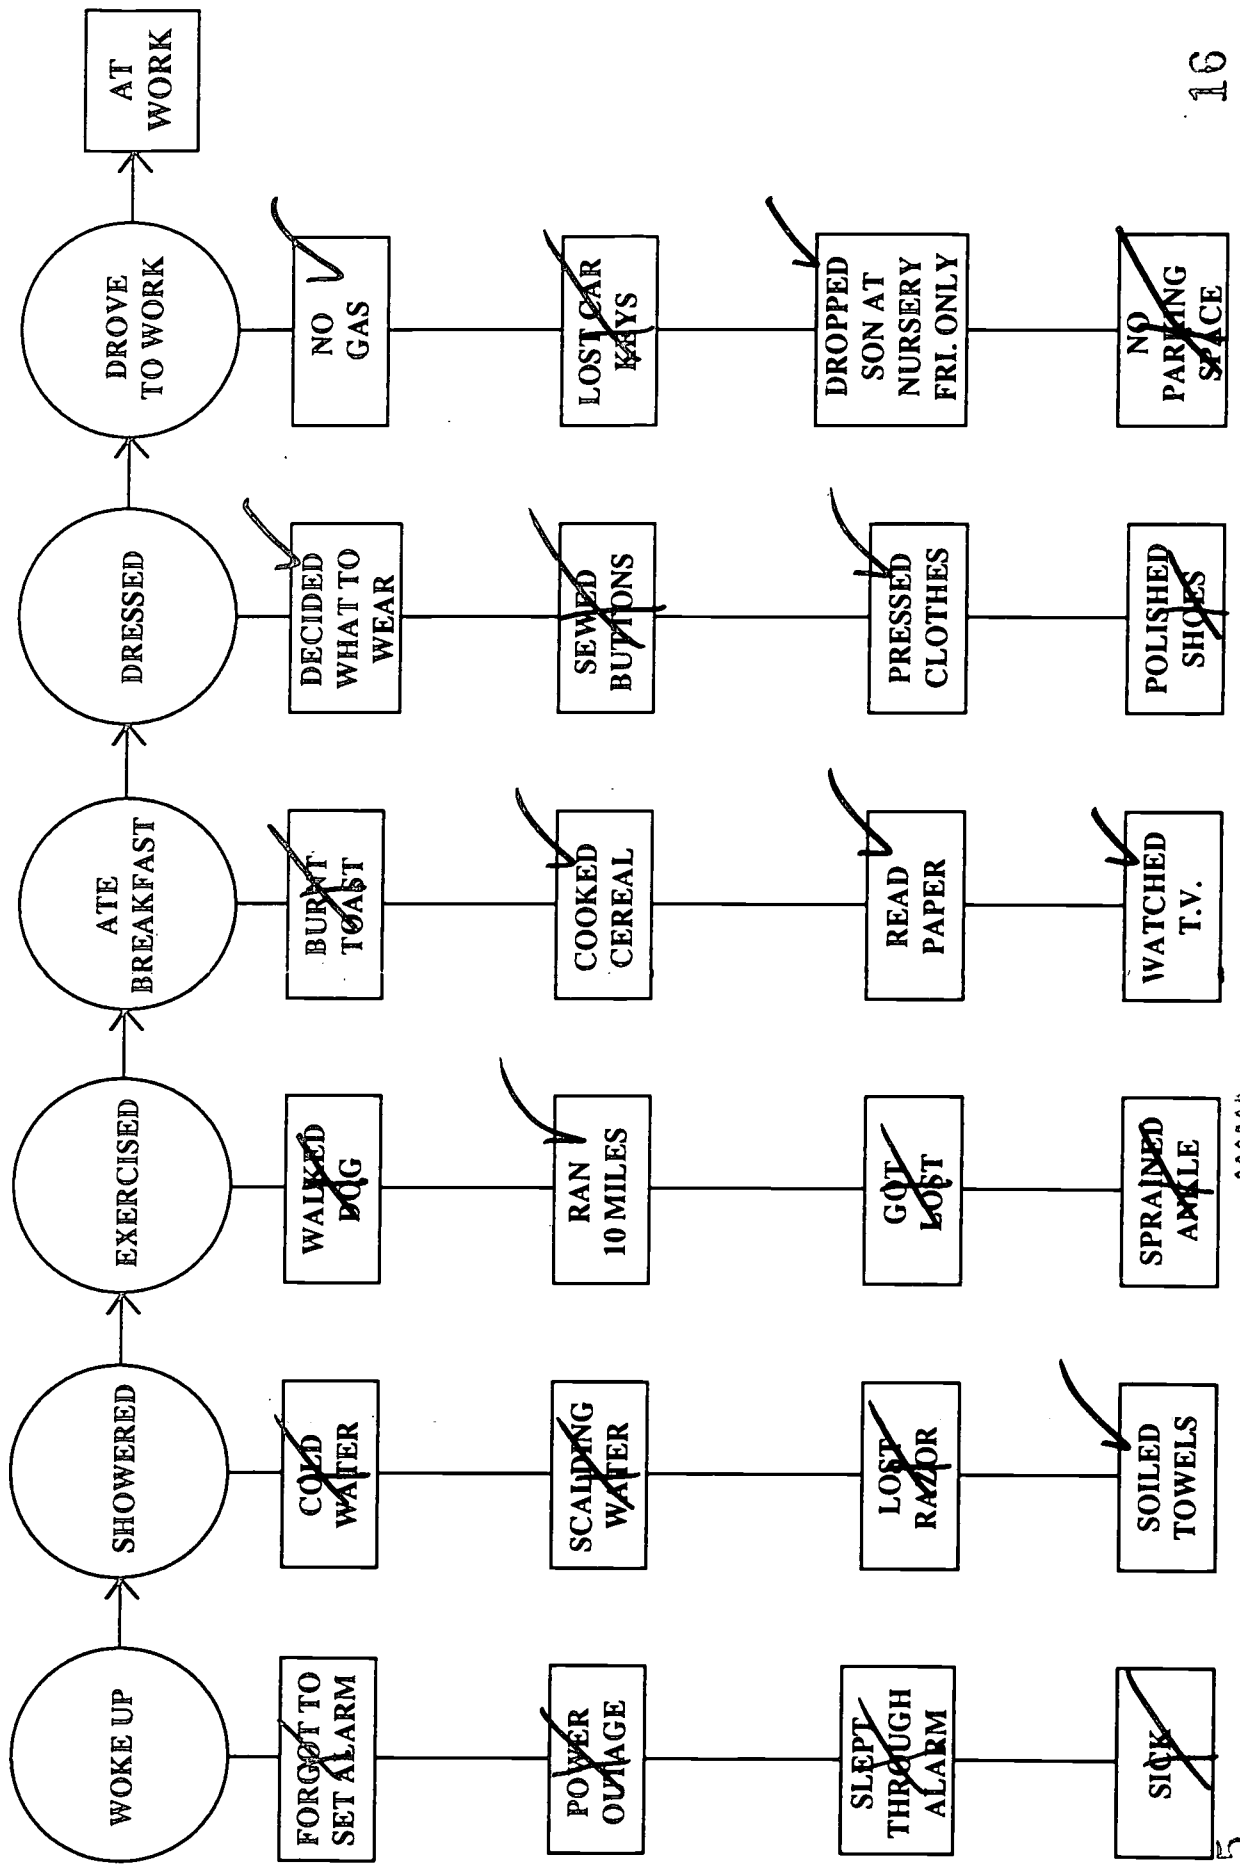 WOKE UP
SHOWERED
EXERCISED
ATE
BREAKFAST
DRESSED
DROVE
TO WORK
AT
WORK
FORGOT TO
SET ALARM
COLD
WATER
WALKED
DOG
BURNT
TOAST
DECIDED
WHAT TO
WEAR
NO
GAS
POWER
OUTAGE
SCALDING
WATER
RAN
10 MILES
COOKED
CEREAL
SEWED
BUTTONS
LOST CAR
KEYS
SLEPT
THROUGH
ALARM
LOST
RAZOR
GOT
LOST
READ
PAPER
PRESSED
CLOTHES
DROPPED
SON AT
NURSERY
FRI. ONLY
SICK
SOILED
TOWELS
SPRAINED
ANKLE
WATCHED
T.V.
POLISHED
SHOES
NO
PARKING
SPACE
5
16